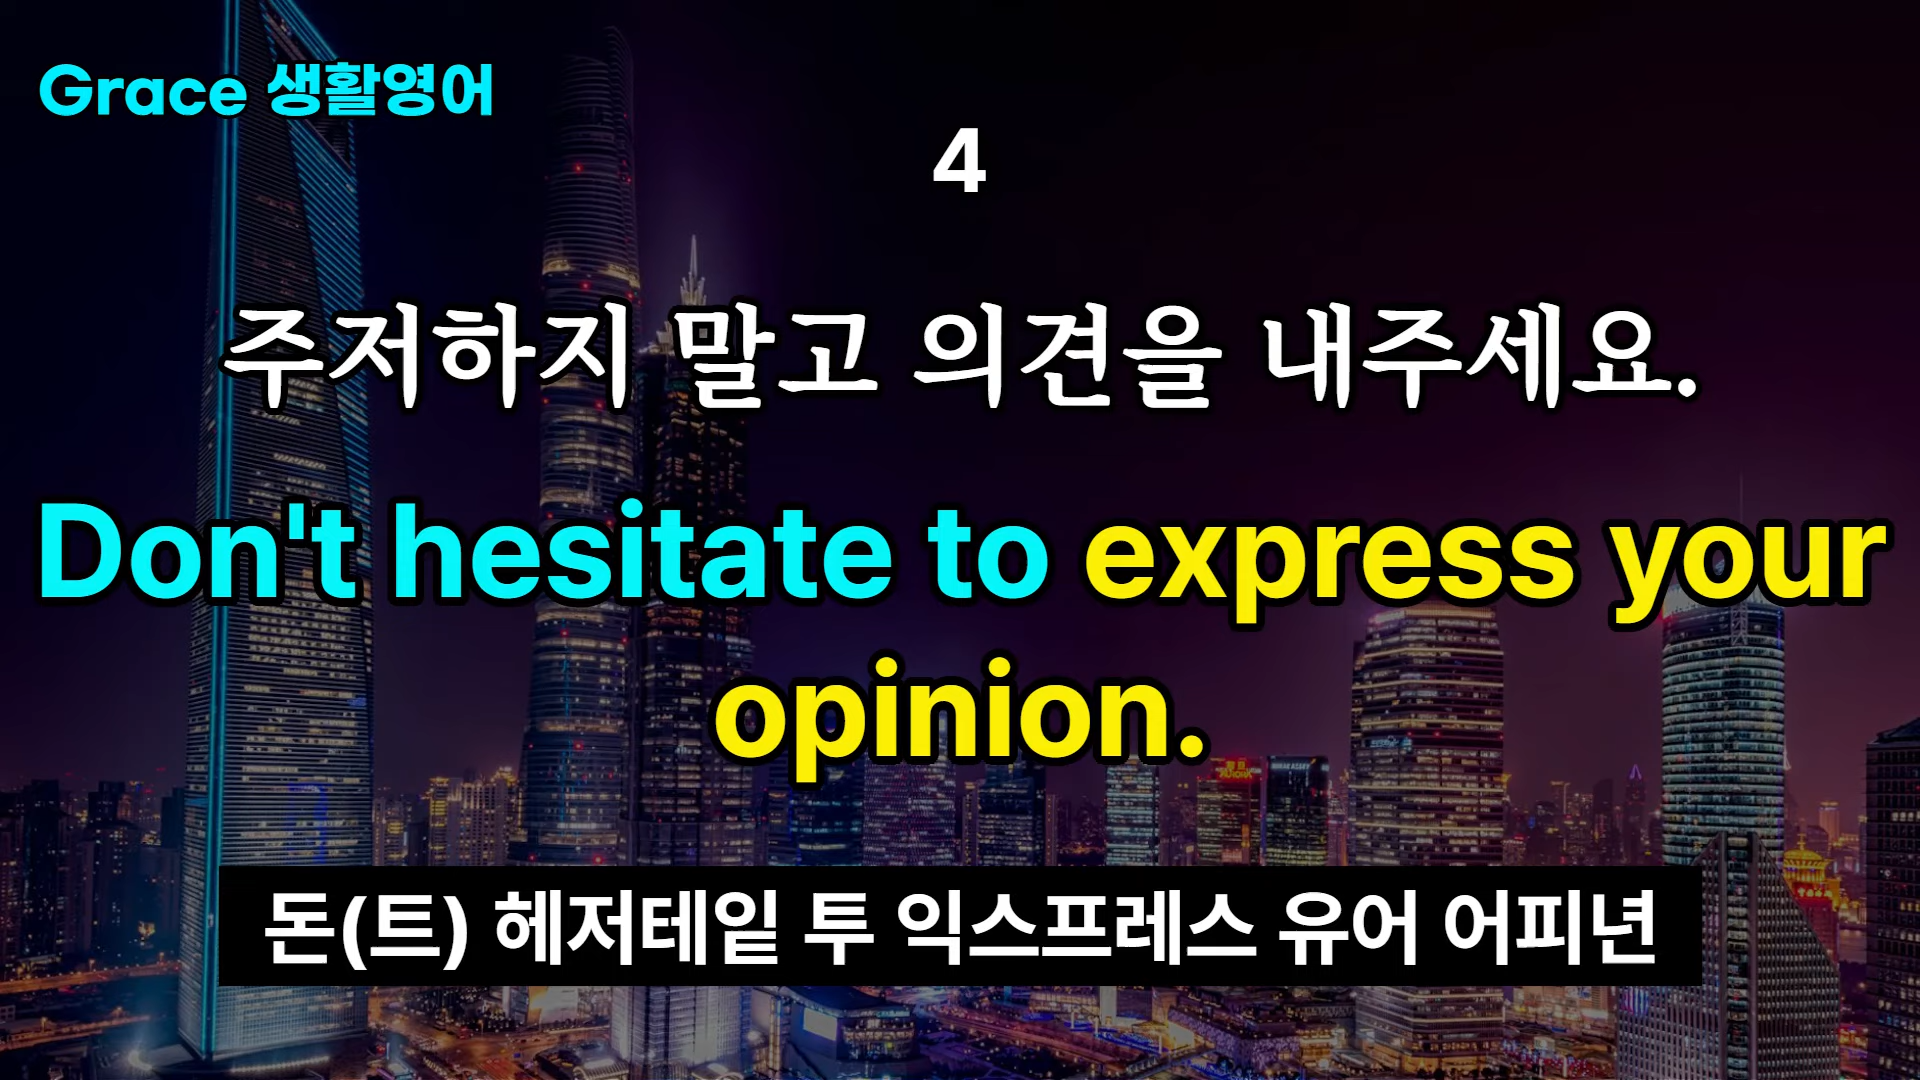 Grace 생활영어
4
주저하지 말고 의견을 내주세요.
Don't hesitate to express your
opinion.
돈(트) 헤저테잍 투 익스프레스 유어 어피년